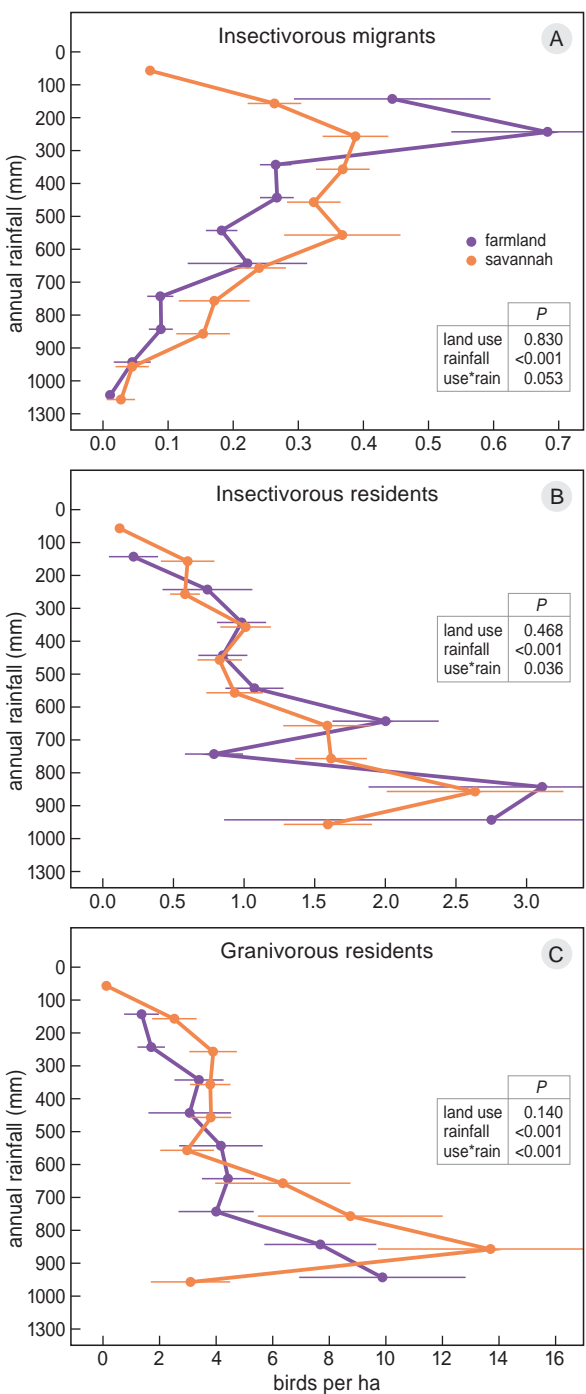 Insectivorous migrants
A
0
100
200
300
400
500
600
700
800
900
1000
1300
annual rainfall (mm)
farmland
savannah
P
land use 0.830
rainfall <0.001
use*rain 0.053
0.0 0.1 0.2 0.3 0.4 0.5 0.6 0.7
Insectivorous residents
B
0
100
200
300
400
500
600
700
800
900
1000
1300
annual rainfall (mm)
P
land use 0.468
rainfall <0.001
use*rain 0.036
0.0 0.5 1.0 1.5 2.0 2.5 3.0
Granivorous residents
C
0
100
200
300
400
500
600
700
800
900
1000
1300
annual rainfall (mm)
P
land use 0.140
rainfall <0.001
use*rain <0.001
0 2 4 6 8 10 12 14 16
birds per ha